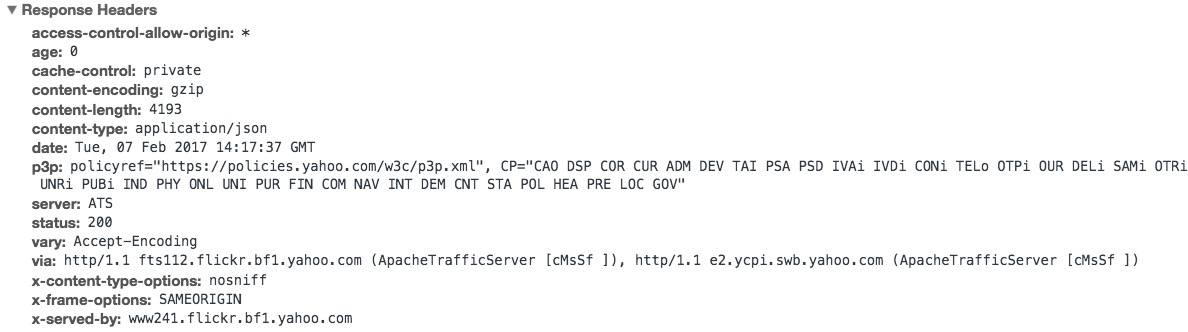 ▼ Response Headers
access-control-allow-origin: *
age: 0
cache-control: private
content-encoding: gzip
content-length: 4193
content-type: application/json
date: Tue, 07 Feb 2017 14:17:37 GMT
p3p: policyref="https://policies.yahoo.com/w3c/p3p.xml", CP="CAO DSP COR CUR ADM DEV TAI PSA PSD IVAi IVDi CONi TELo OTPi OUR DELi SAMi OTRi
UNRi PUBi IND PHY ONL UNI PUR FIN COM NAV INT DEM CNT STA POL HEA PRE LOC GOV"
server: ATS
status: 200
vary: Accept-Encoding
via: http/1.1 fts112.flickr.bf1.yahoo.com (ApacheTrafficServer [cMsSf ]), http/1.1 e2.ycpi.swb.yahoo.com (ApacheTrafficServer [cMsSf ])
x-content-type-options: nosniff
x-frame-options: SAMEORIGIN
x-served-by: www241.flickr.bf1.yahoo.com